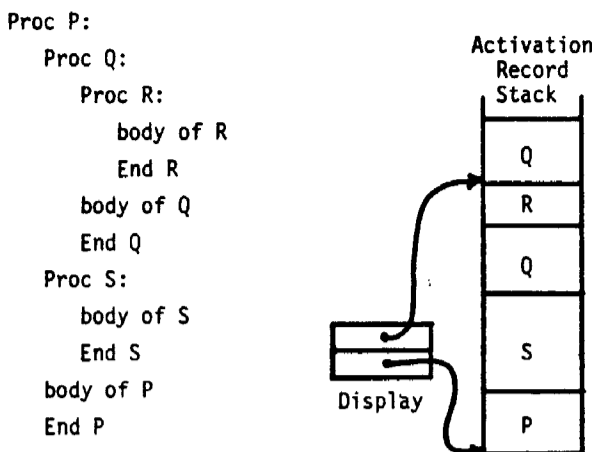 Proc P:
Proc Q:
Proc R:
body of R
End R
body of Q
End Q
Proc S:
body of S
End S
body of P
End P
Activation
Record
Stack
Q
R
Q
S
P
Display